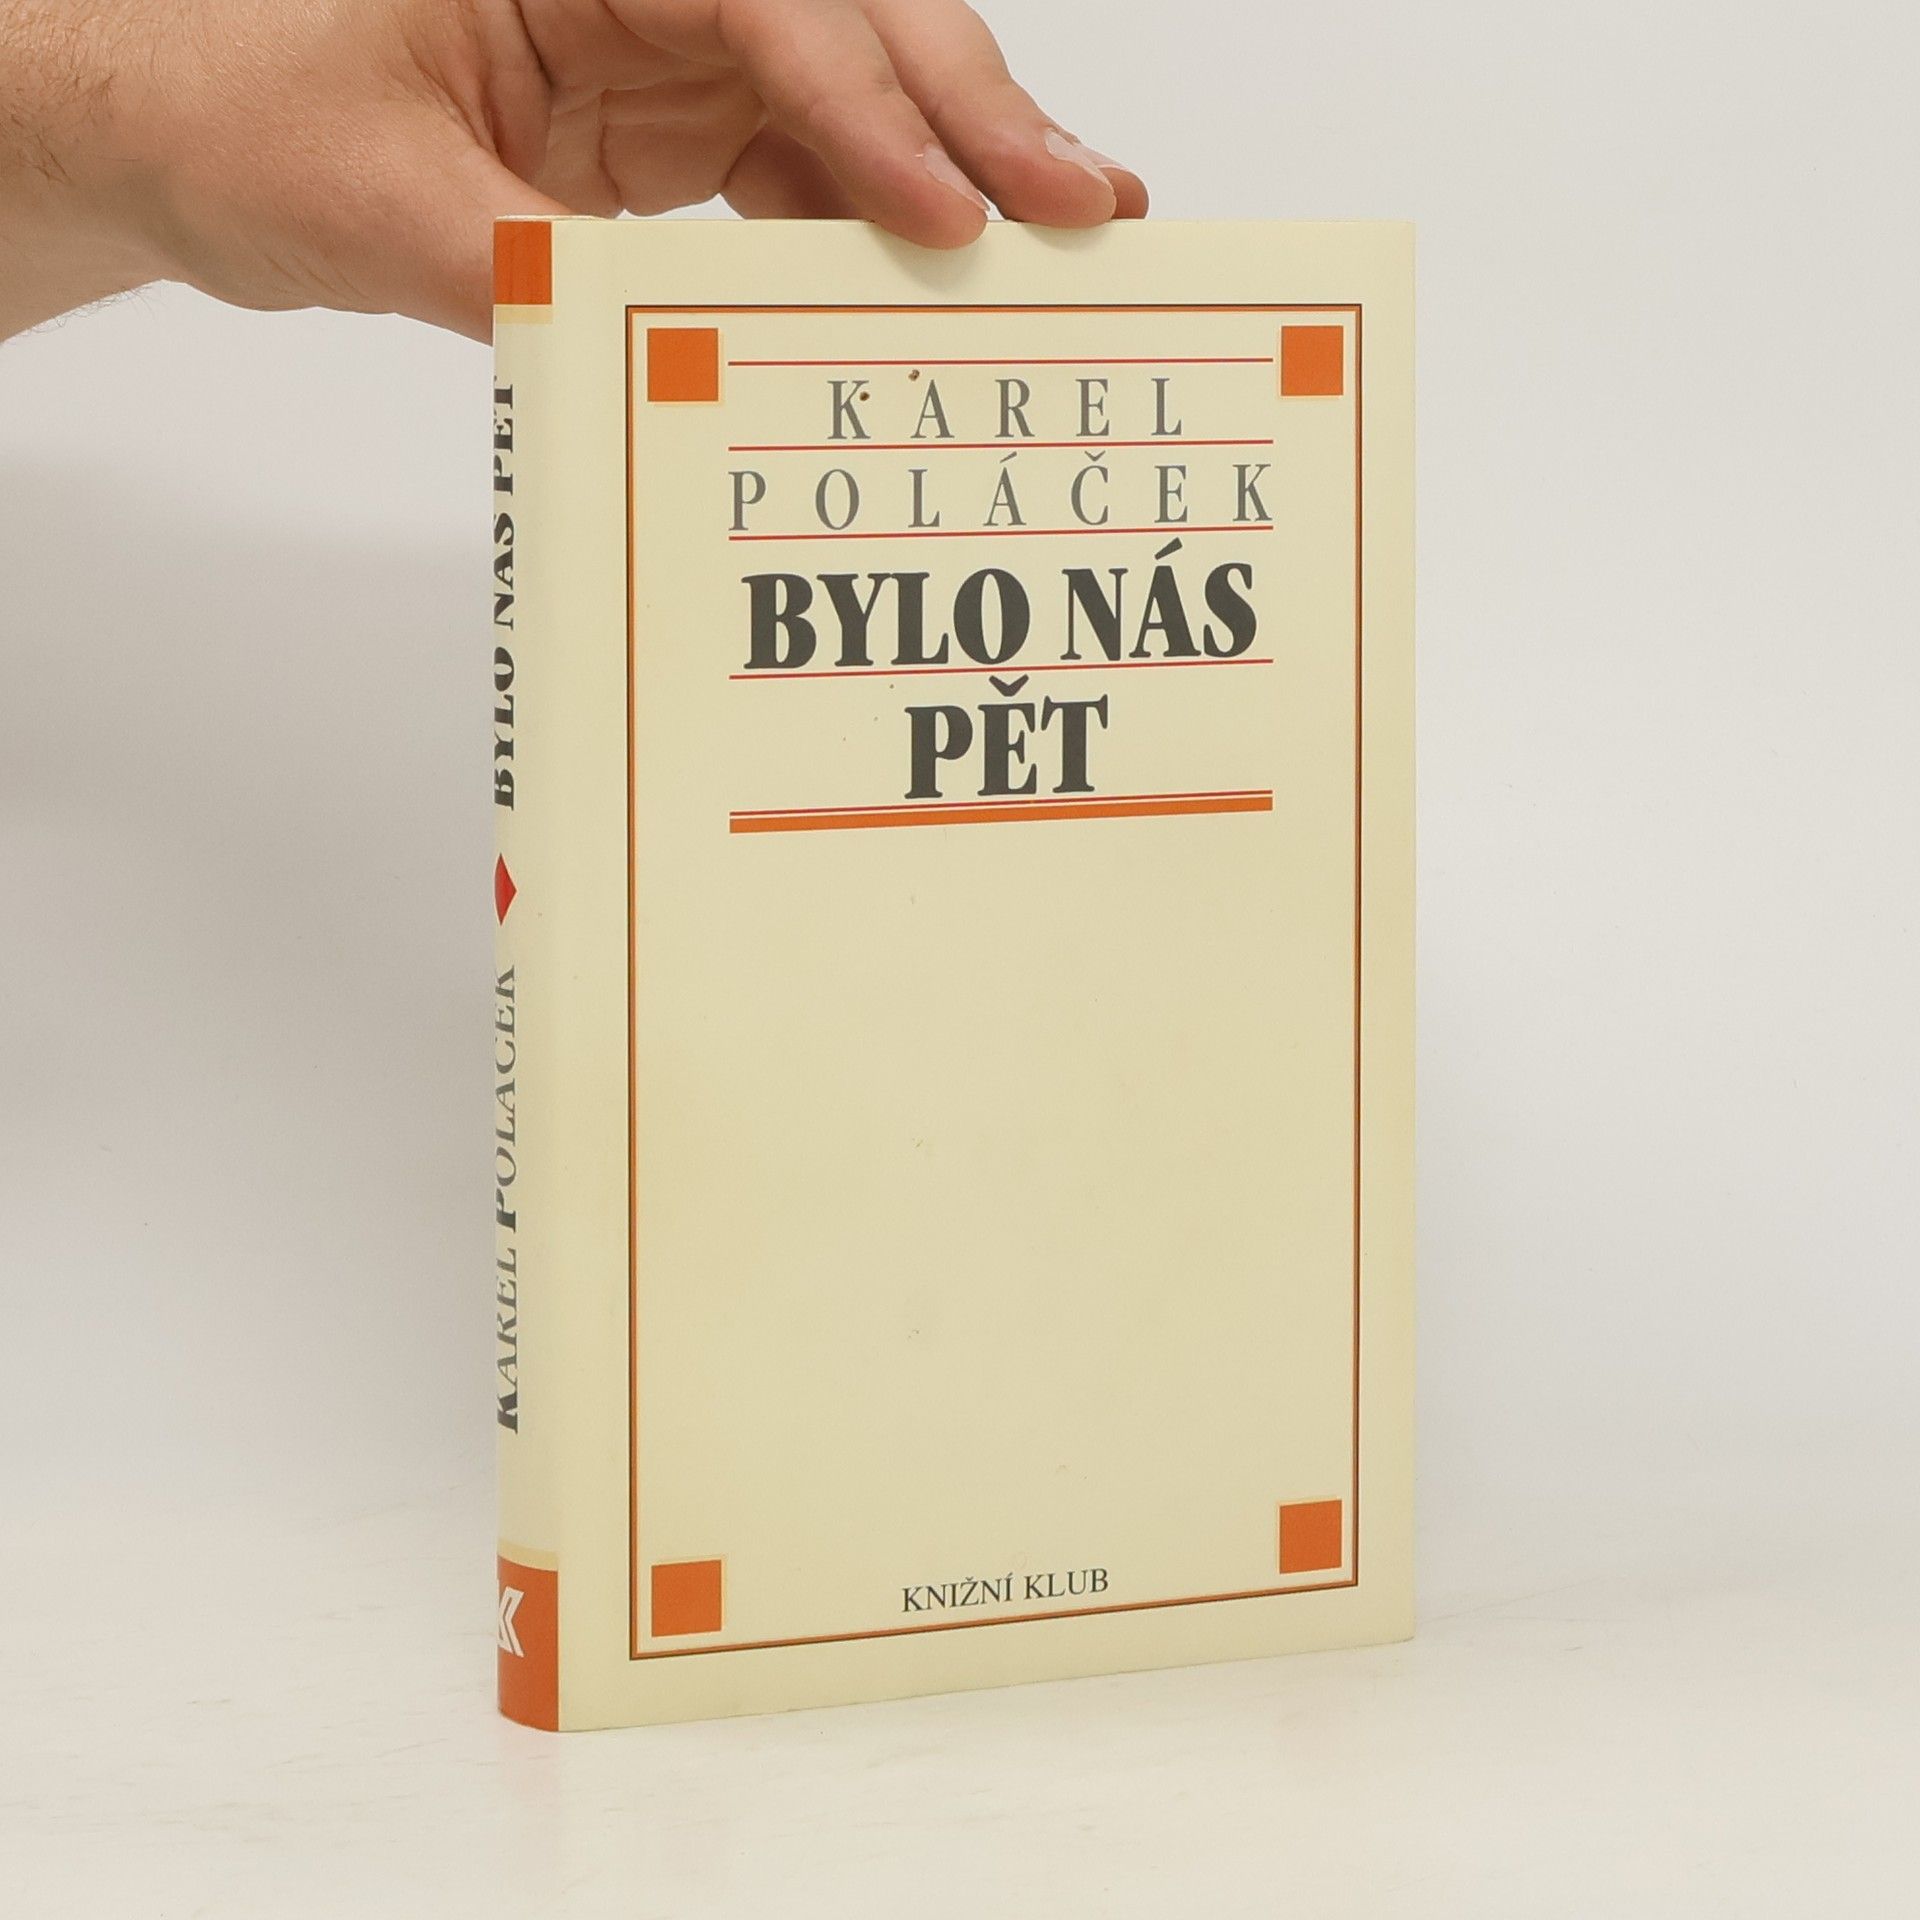 KAREL
POLÁČEK
BYLO NÁS
PĚT
KNIŽNÍ KLUB
KAREL POLÁČEK BYLO NÁS PĚT